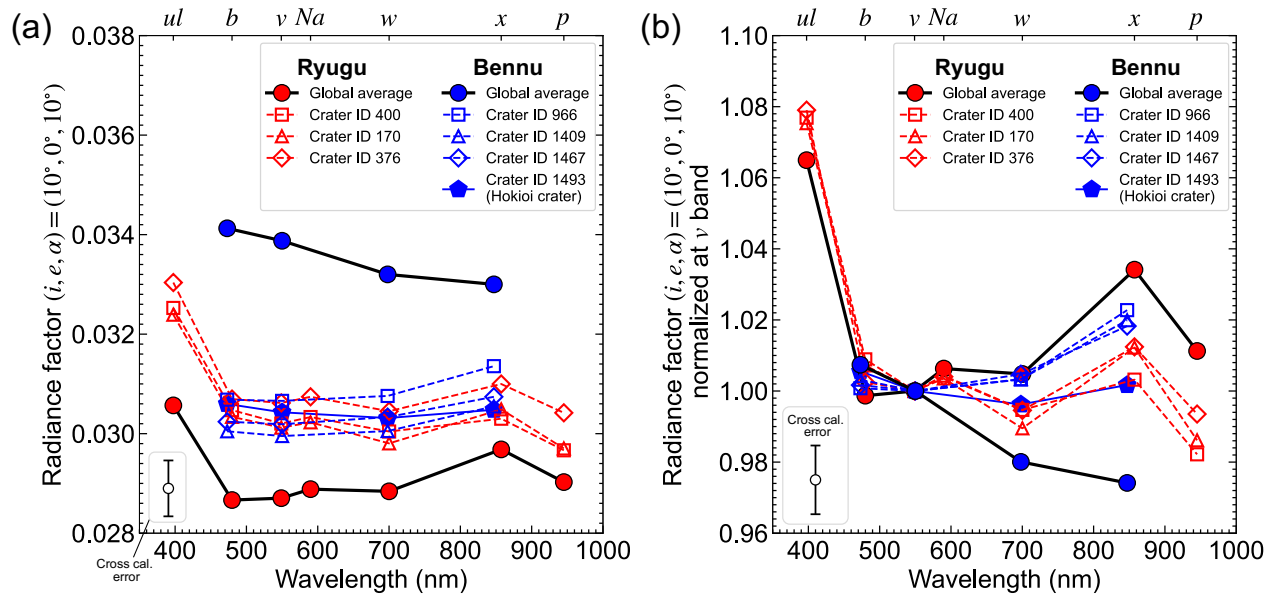 (a)
ul b v Na w x p
0.038
0.036
0.034
0.032
0.030
0.028
Radiance factor (i, e, α) = (10°, 0°, 10°)
Ryugu
Global average
Crater ID 400
Crater ID 170
Crater ID 376
Bennu
Global average
Crater ID 966
Crater ID 1409
Crater ID 1467
Crater ID 1493
(Hokioi crater)
Cross cal.
error
400 500 600 700 800 900 1000
Wavelength (nm)
(b)
ul b v Na w x p
1.10
1.08
1.06
1.04
1.02
1.00
0.98
0.96
Radiance factor (i, e, α) = (10°, 0°, 10°)
normalized at v band
Ryugu
Global average
Crater ID 400
Crater ID 170
Crater ID 376
Bennu
Global average
Crater ID 966
Crater ID 1409
Crater ID 1467
Crater ID 1493
(Hokioi crater)
Cross cal.
error
400 500 600 700 800 900 1000
Wavelength (nm)